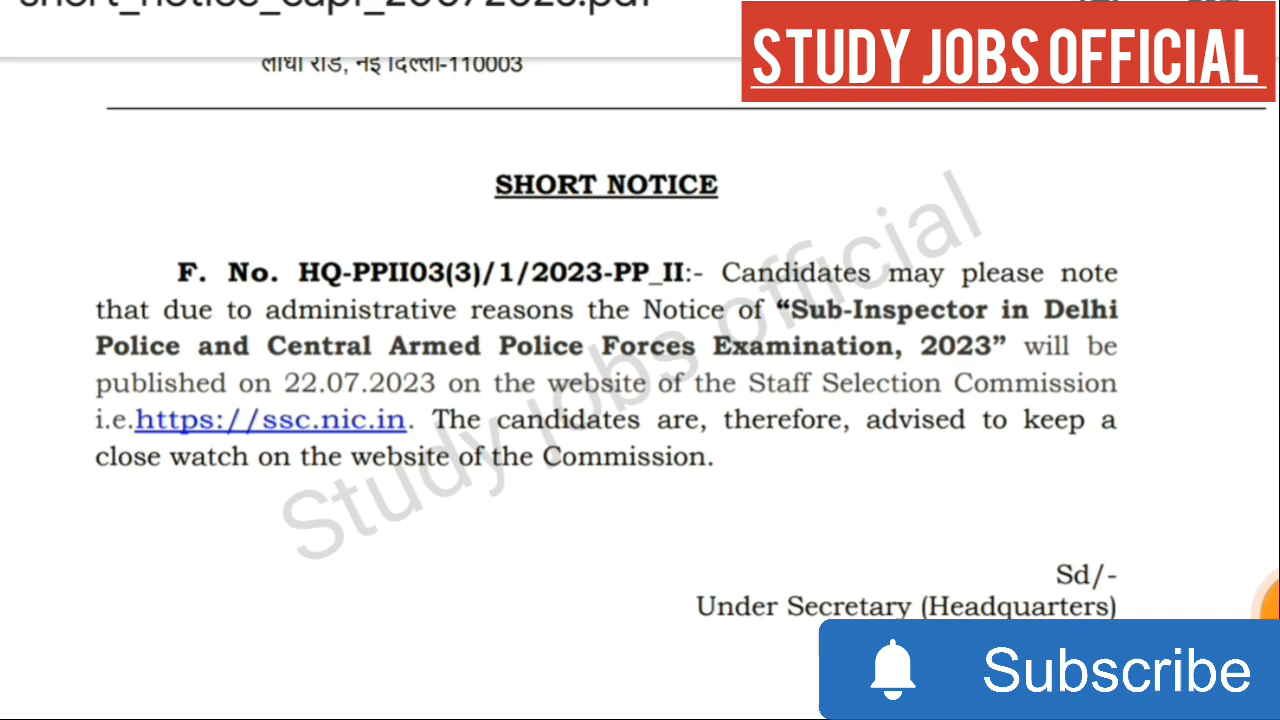 short_notice_capf_20072023.pdf
STUDY JOBS OFFICIAL
लोधी रोड, नई दिल्ली-110003
SHORT NOTICE
F. No. HQ-PPII03(3)/1/2023-PP_II:- Candidates may please note
that due to administrative reasons the Notice of “Sub-Inspector in Delhi
Police and Central Armed Police Forces Examination, 2023” will be
published on 22.07.2023 on the website of the Staff Selection Commission
i.e.https://ssc.nic.in. The candidates are, therefore, advised to keep a
close watch on the website of the Commission.
Study jobs official
Sd/-
Under Secretary (Headquarters)
Subscribe